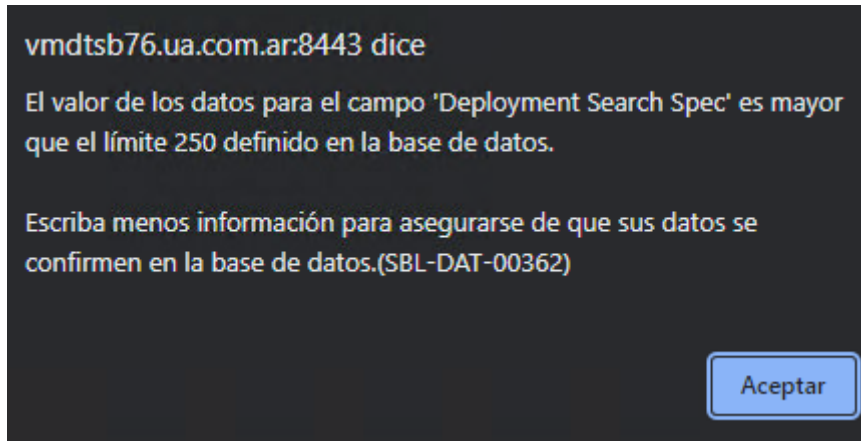 vmdtsb76.ua.com.ar:8443 dice
El valor de los datos para el campo 'Deployment Search Spec' es mayor
que el límite 250 definido en la base de datos.
Escriba menos información para asegurarse de que sus datos se
confirmen en la base de datos.(SBL-DAT-00362)
Aceptar